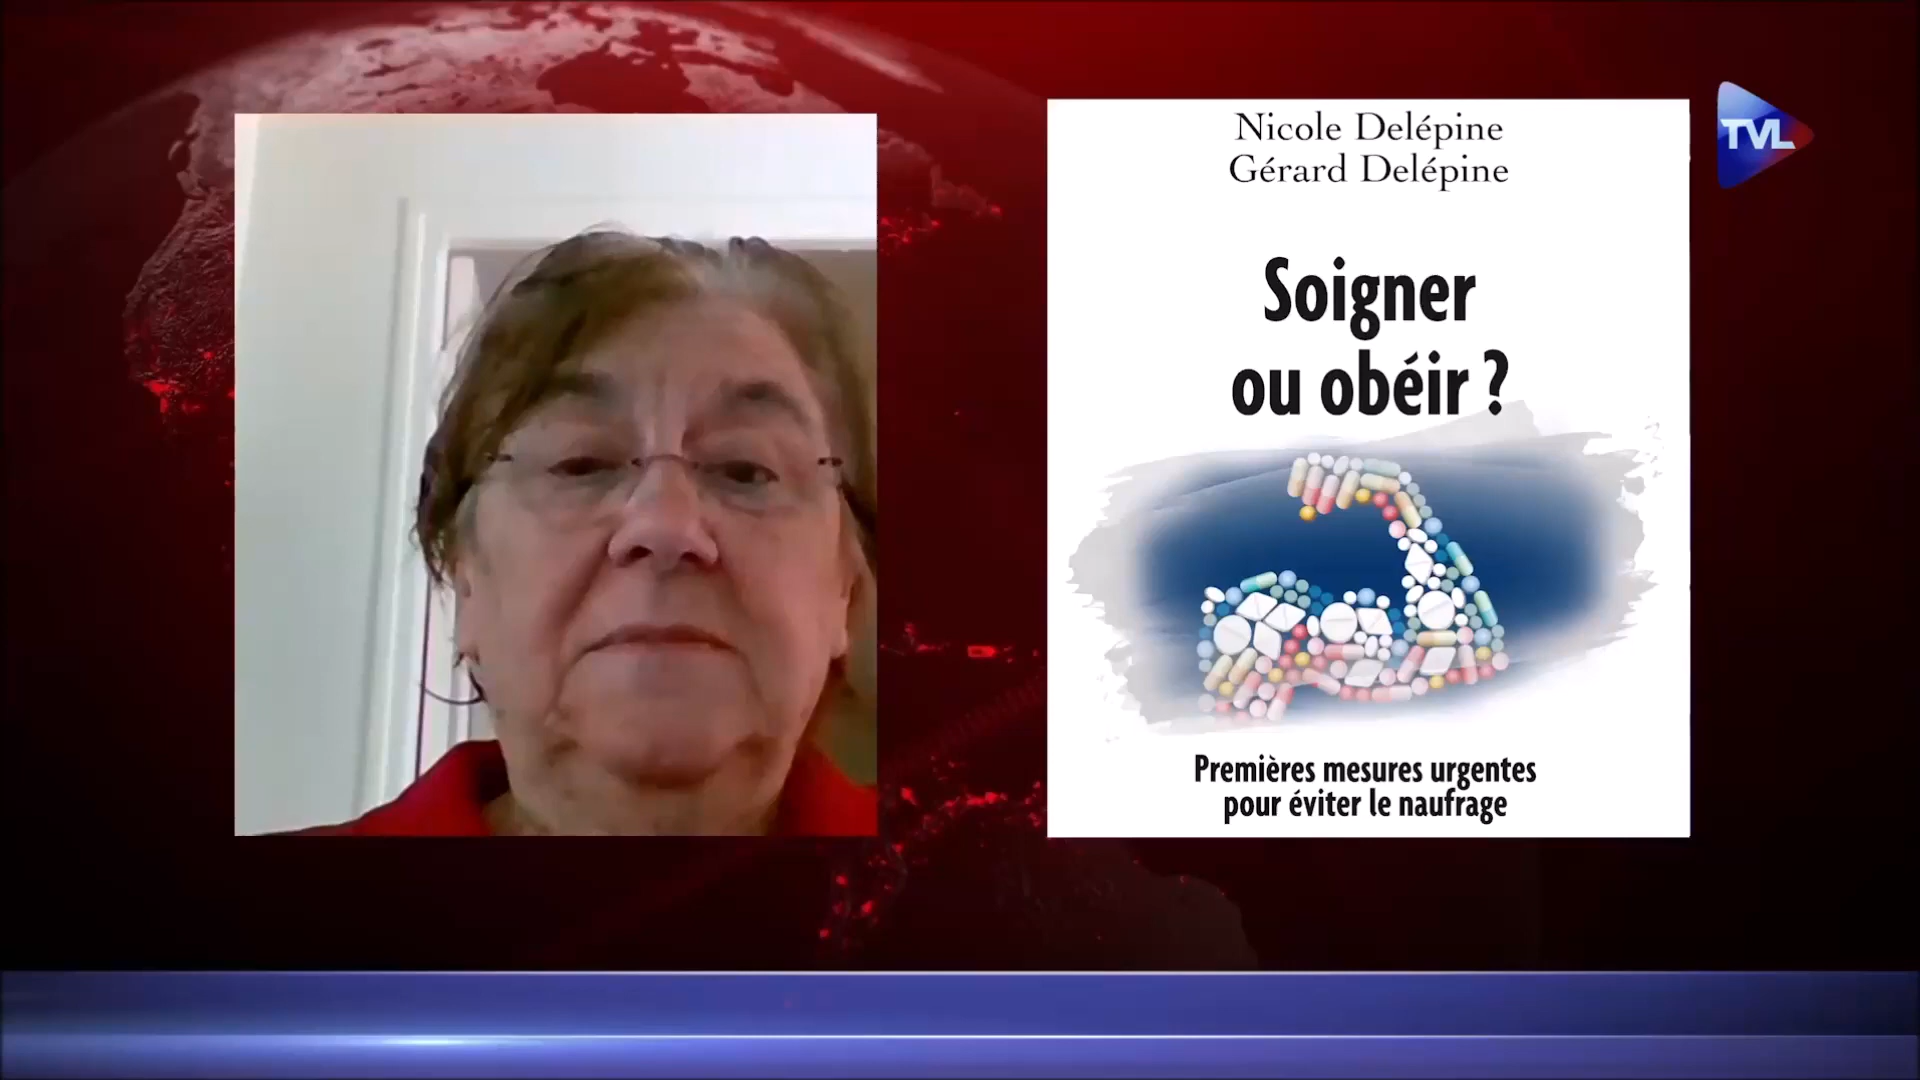 Nicole Delépine
Gérard Delépine
TVL
Soigner
ou obéir ?
Premières mesures urgentes
pour éviter le naufrage